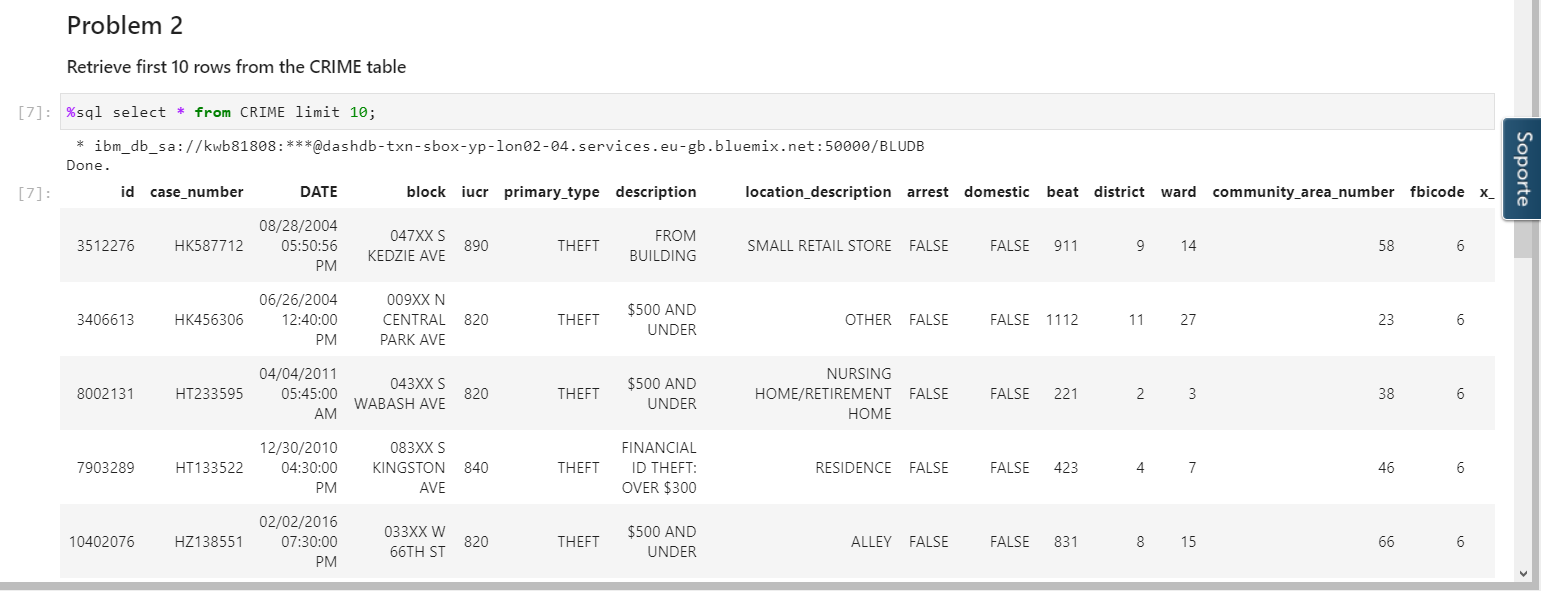 Problem 2
Retrieve first 10 rows from the CRIME table
[7]: %sql select * from CRIME limit 10;
* ibm_db_sa://kwb81808:***@dashdb-txn-sbox-yp-lon02-04.services.eu-gb.bluemix.net:50000/BLUDB
Done.
[7]: id case_number DATE block iucr primary_type description location_description arrest domestic beat district ward community_area_number fbicode x_
08/28/2004
047XX S FROM
3512276 HK587712 05:50:56 890 THEFT SMALL RETAIL STORE FALSE FALSE 911 9 14 58 6
KEDZIE AVE BUILDING
PM
06/26/2004 009XX N
$500 AND
3406613 HK456306 12:40:00 CENTRAL 820 THEFT OTHER FALSE FALSE 1112 11 27 23 6
UNDER
PM PARK AVE
04/04/2011 NURSING
043XX S $500 AND
8002131 HT233595 05:45:00 820 THEFT HOME/RETIREMENT FALSE FALSE 221 2 3 38 6
WABASH AVE UNDER
AM HOME
12/30/2010 083XX S FINANCIAL
7903289 HT133522 04:30:00 KINGSTON 840 THEFT ID THEFT: RESIDENCE FALSE FALSE 423 4 7 46 6
PM AVE OVER $300
02/02/2016
033XX W $500 AND
10402076 HZ138551 07:30:00 820 THEFT ALLEY FALSE FALSE 831 8 15 66 6
66TH ST UNDER
PM
Soporte